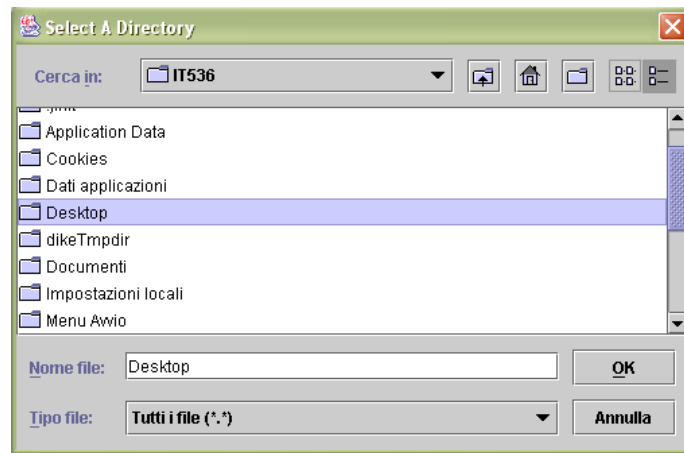 Select A Directory
Cerca in: IT536
Application Data
Cookies
Dati applicazioni
Desktop
dikeTmpdir
Documenti
Impostazioni locali
Menu Avvio
Nome file: Desktop OK
Tipo file: Tutti i file (*.*) Annulla